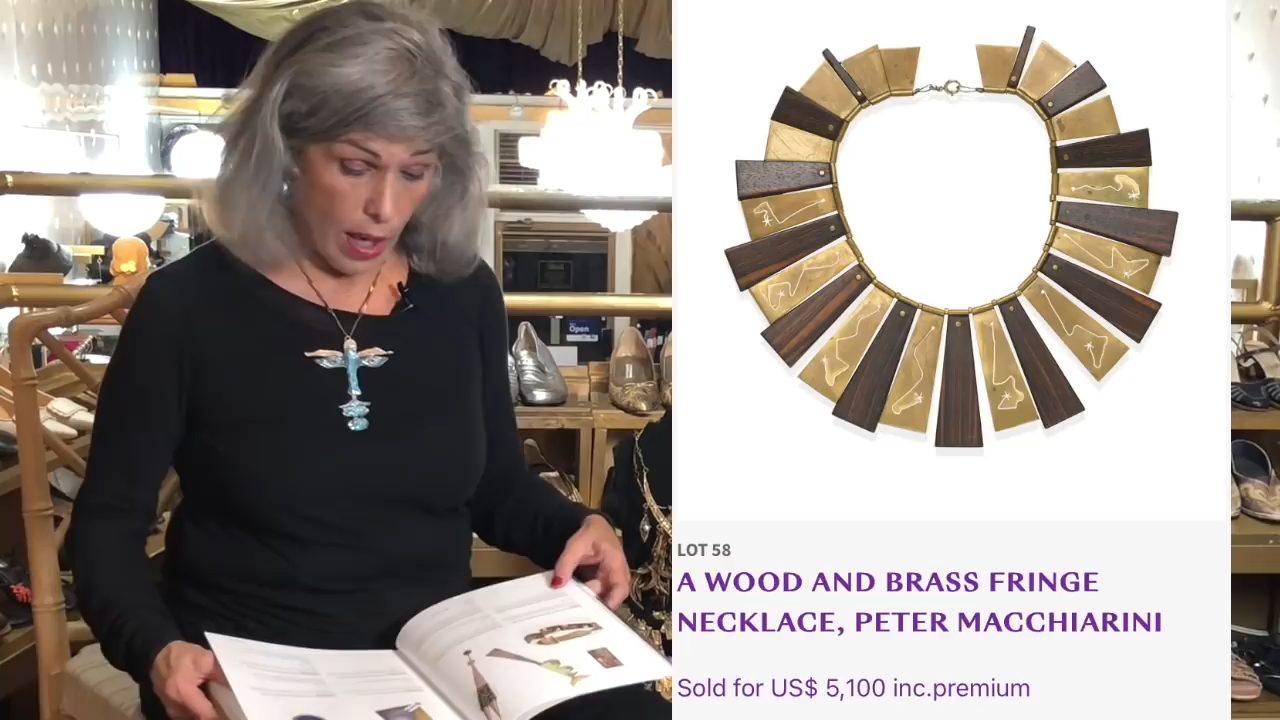 Open
LOT 58
A WOOD AND BRASS FRINGE
NECKLACE, PETER MACCHIARINI
Sold for US$ 5,100 inc.premium